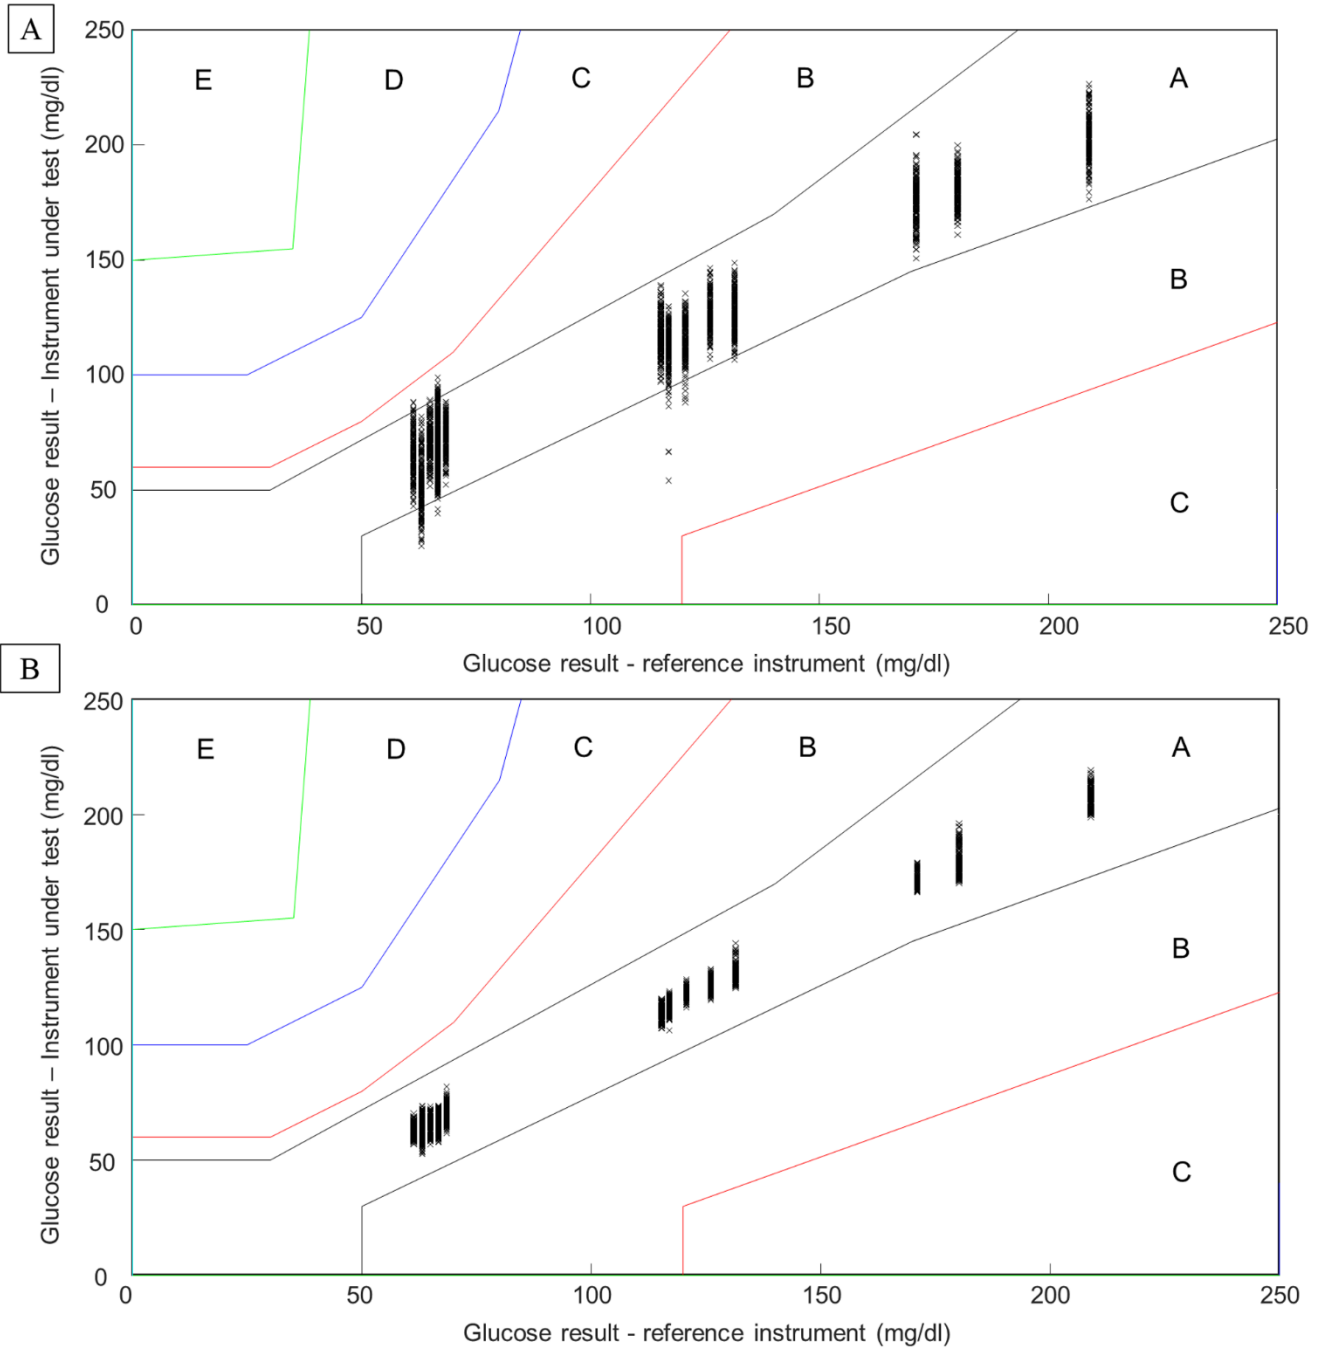 A
Glucose result – Instrument under test (mg/dl)
250
200
150
100
50
0
E
D
C
B
A
B
C
0
50
100
150
200
250
Glucose result - reference instrument (mg/dl)
B
Glucose result – Instrument under test (mg/dl)
250
200
150
100
50
0
E
D
C
B
A
B
C
0
50
100
150
200
250
Glucose result - reference instrument (mg/dl)